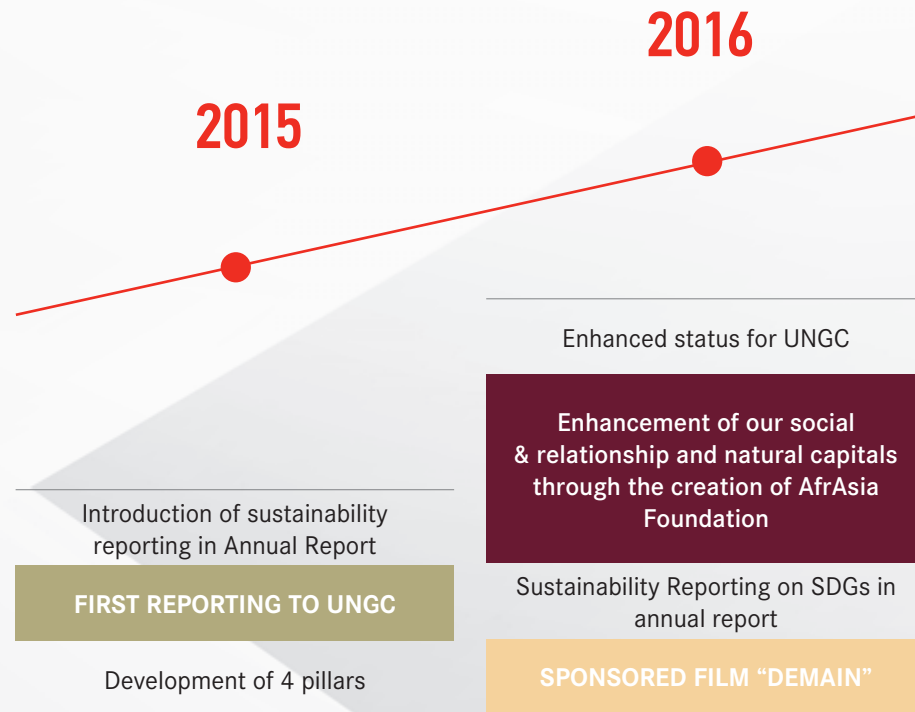 2015
Introduction of sustainability
reporting in Annual Report
FIRST REPORTING TO UNGC
Development of 4 pillars
2016
Enhanced status for UNGC
Enhancement of our social
& relationship and natural capitals
through the creation of AfrAsia
Foundation
Sustainability Reporting on SDGs in
annual report
SPONSORED FILM “DEMAIN”